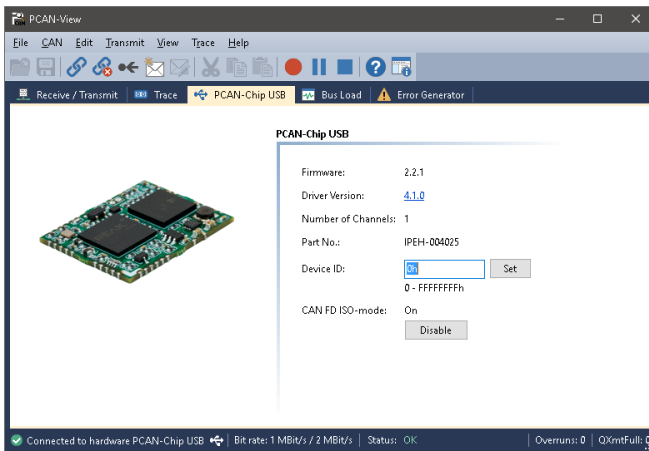 PCAN-View
File CAN Edit Transmit View Trace Help
Receive / Transmit Trace PCAN-Chip USB Bus Load Error Generator
PCAN-Chip USB
Firmware: 2.2.1
Driver Version: 4.1.0
Number of Channels: 1
Part No.: IPEH-004025
Device ID: 0h Set
0 - FFFFFFFFh
CAN FD ISO-mode: On
Disable
Connected to hardware PCAN-Chip USB Bit rate: 1 MBit/s / 2 MBit/s Status: OK Overruns: 0 QXmtFull: